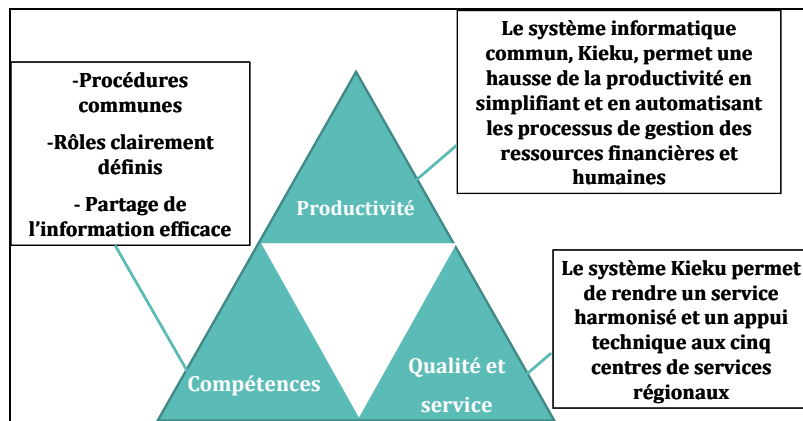 -Procédures
communes
-Rôles clairement
définis
- Partage de
l'information efficace
Le système informatique
commun, Kieku, permet une
hausse de la productivité en
simplifiant et en automatisant
les processus de gestion des
ressources financières et
humaines
Productivité
Compétences
Qualité et
service
Le système Kieku permet
de rendre un service
harmonisé et un appui
technique aux cinq
centres de services
régionaux